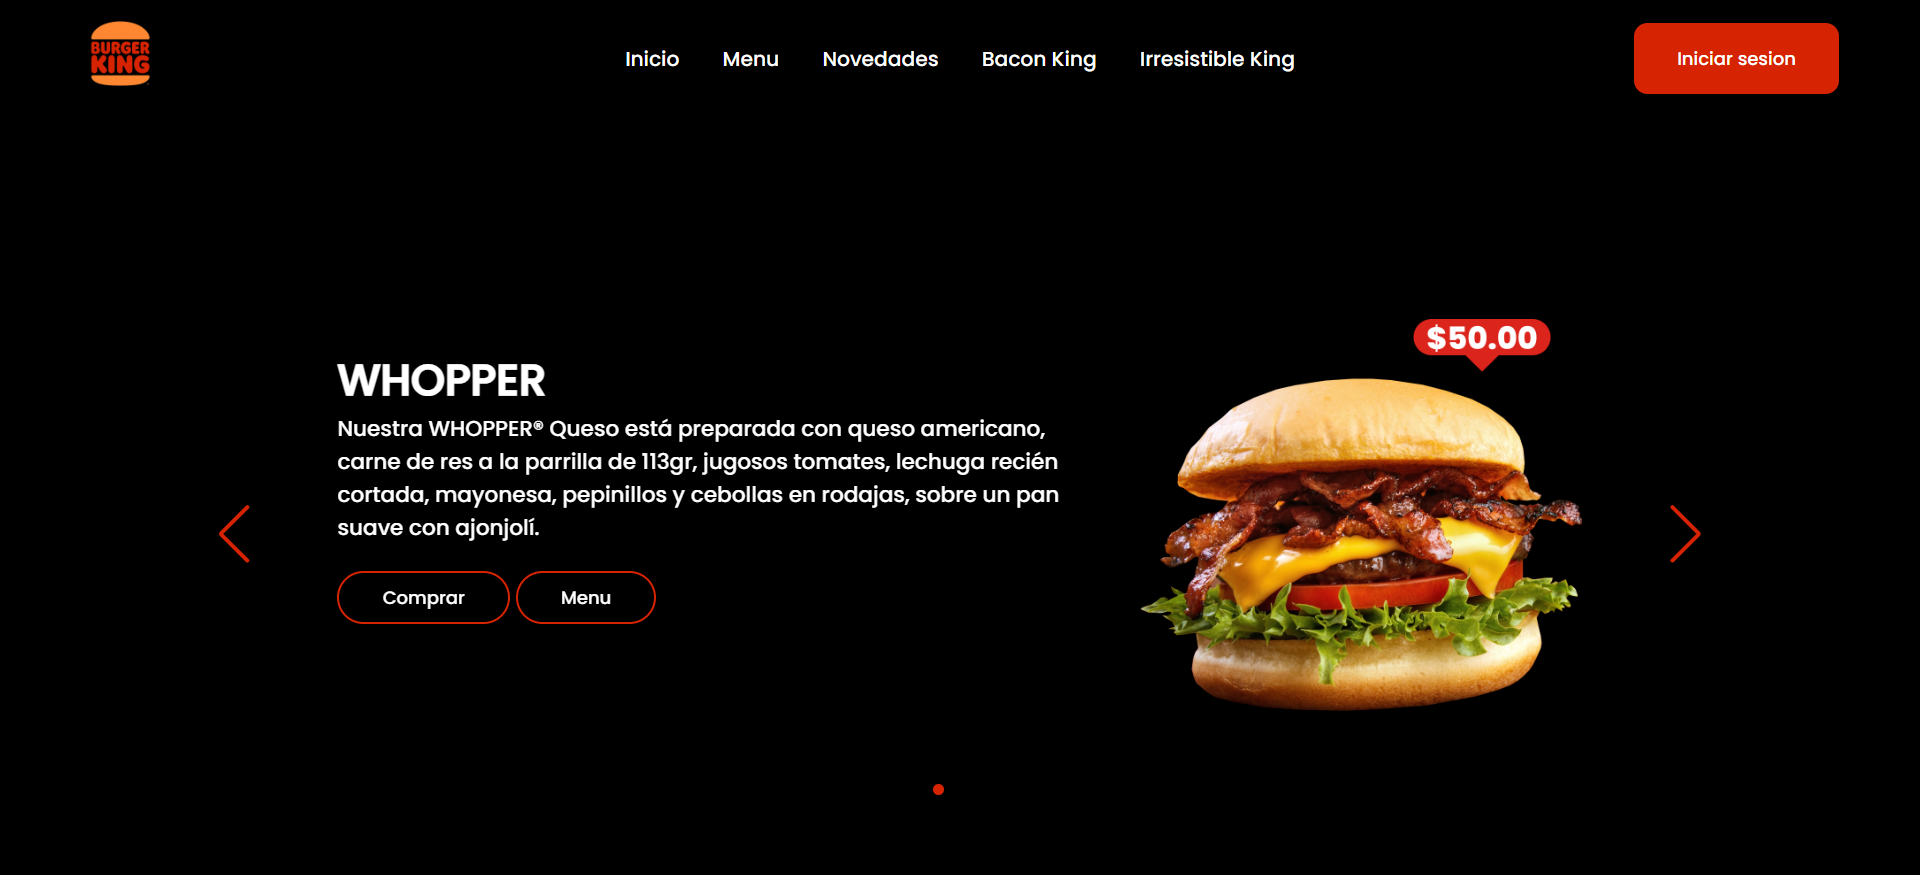 BURGER
KING
Inicio
Menu
Novedades
Bacon King
Irresistible King
Iniciar sesion
$50.00
WHOPPER
Nuestra WHOPPER® Queso está preparada con queso americano,
carne de res a la parrilla de 113gr, jugosos tomates, lechuga recién
cortada, mayonesa, pepinillos y cebollas en rodajas, sobre un pan
suave con ajonjolí.
Comprar
Menu